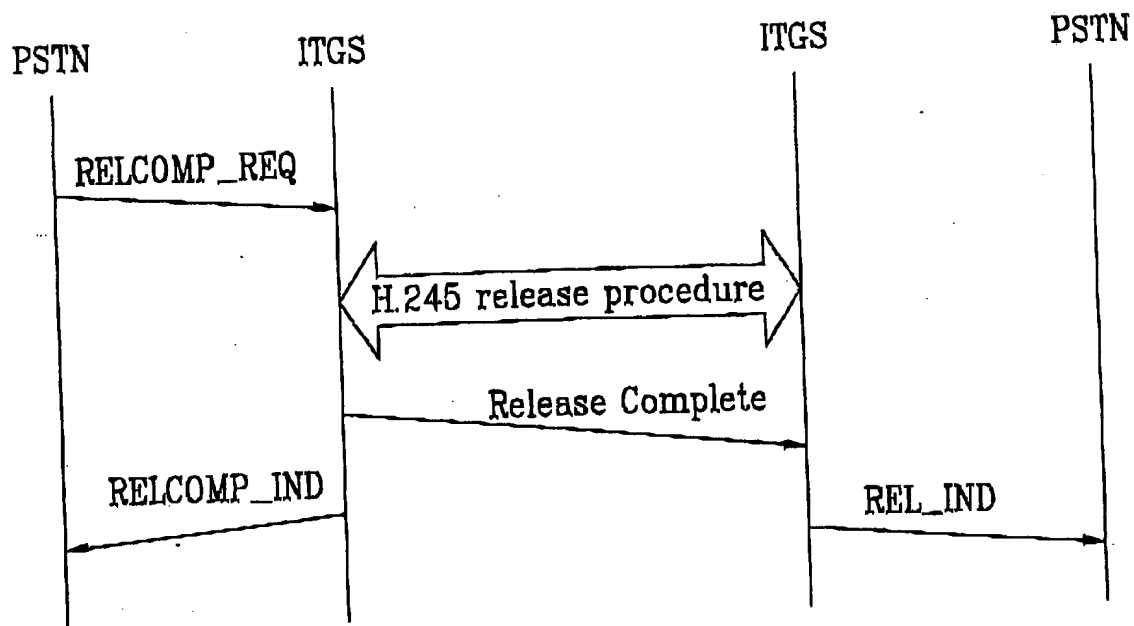 PSTN ITGS ITGS PSTN
RELCOMP_REQ
H.245 release procedure
Release Complete
RELCOMP_IND REL_IND